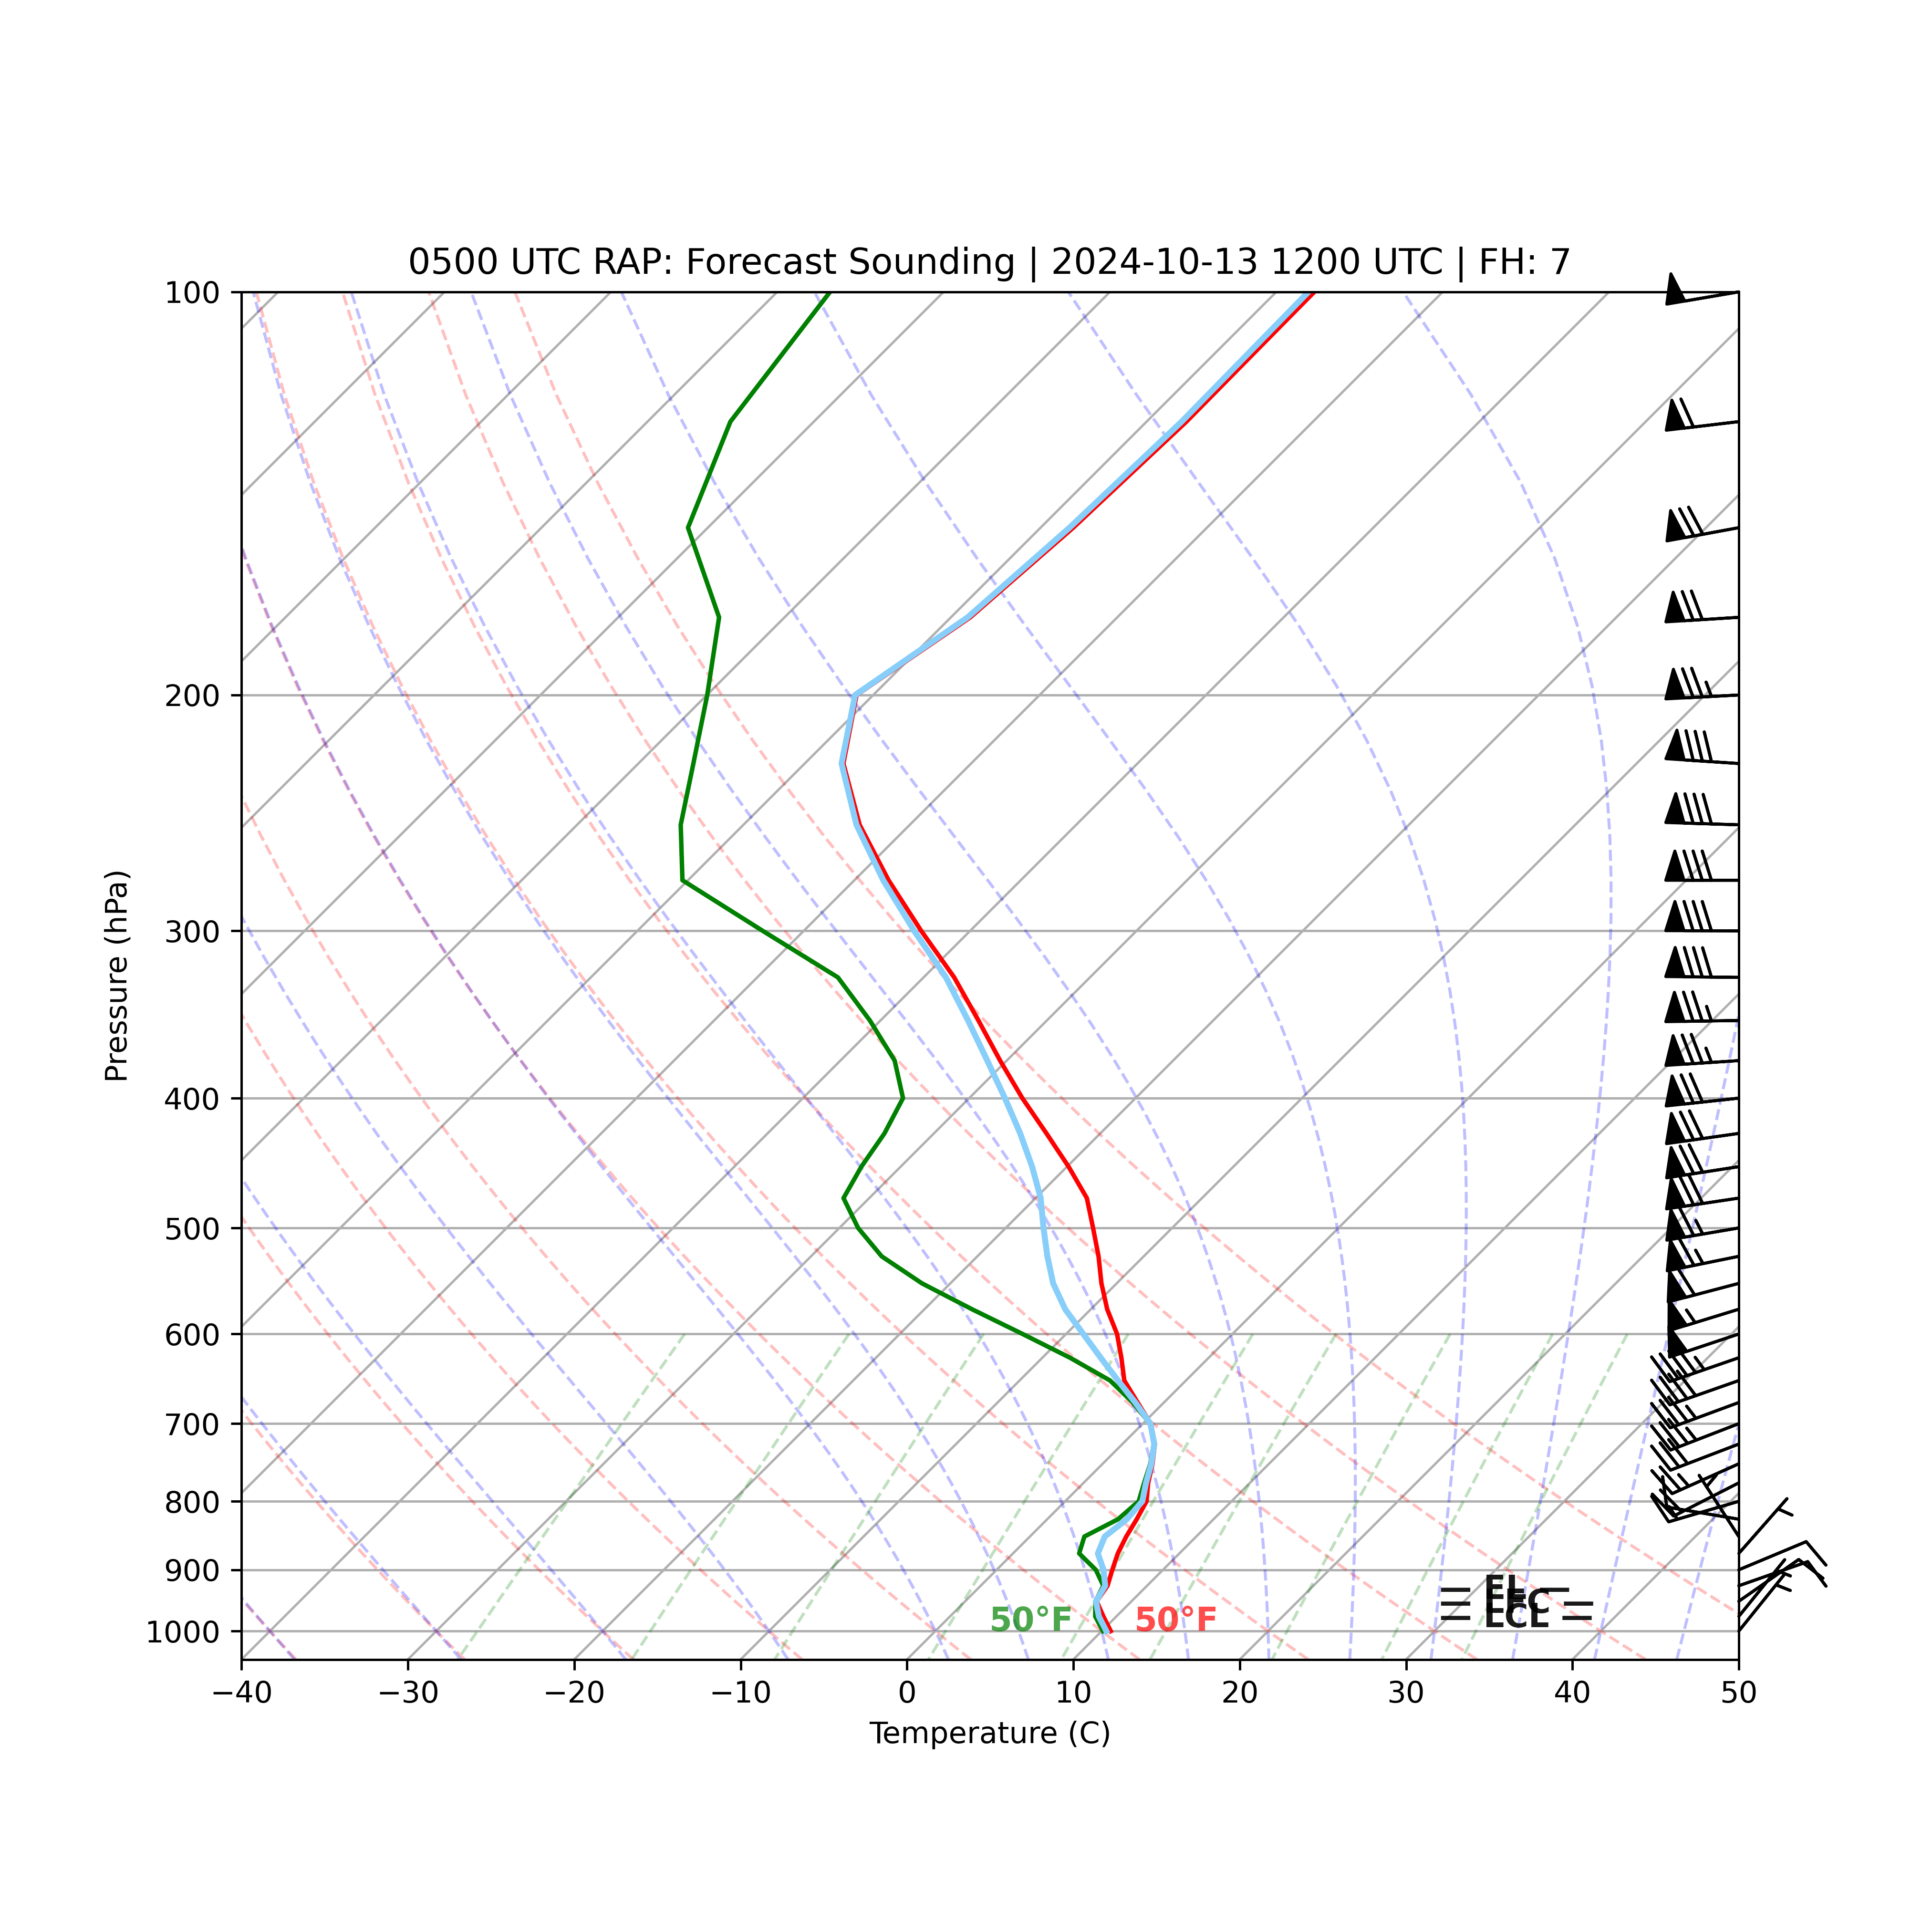 0500 UTC RAP: Forecast Sounding | 2024-10-13 1200 UTC | FH: 7
100
200
300
400
500
600
700
800
900
1000
Pressure (hPa)
EL
LFC
LCL
50°F 50°F
−40 −30 −20 −10 0 10 20 30 40 50
Temperature (C)